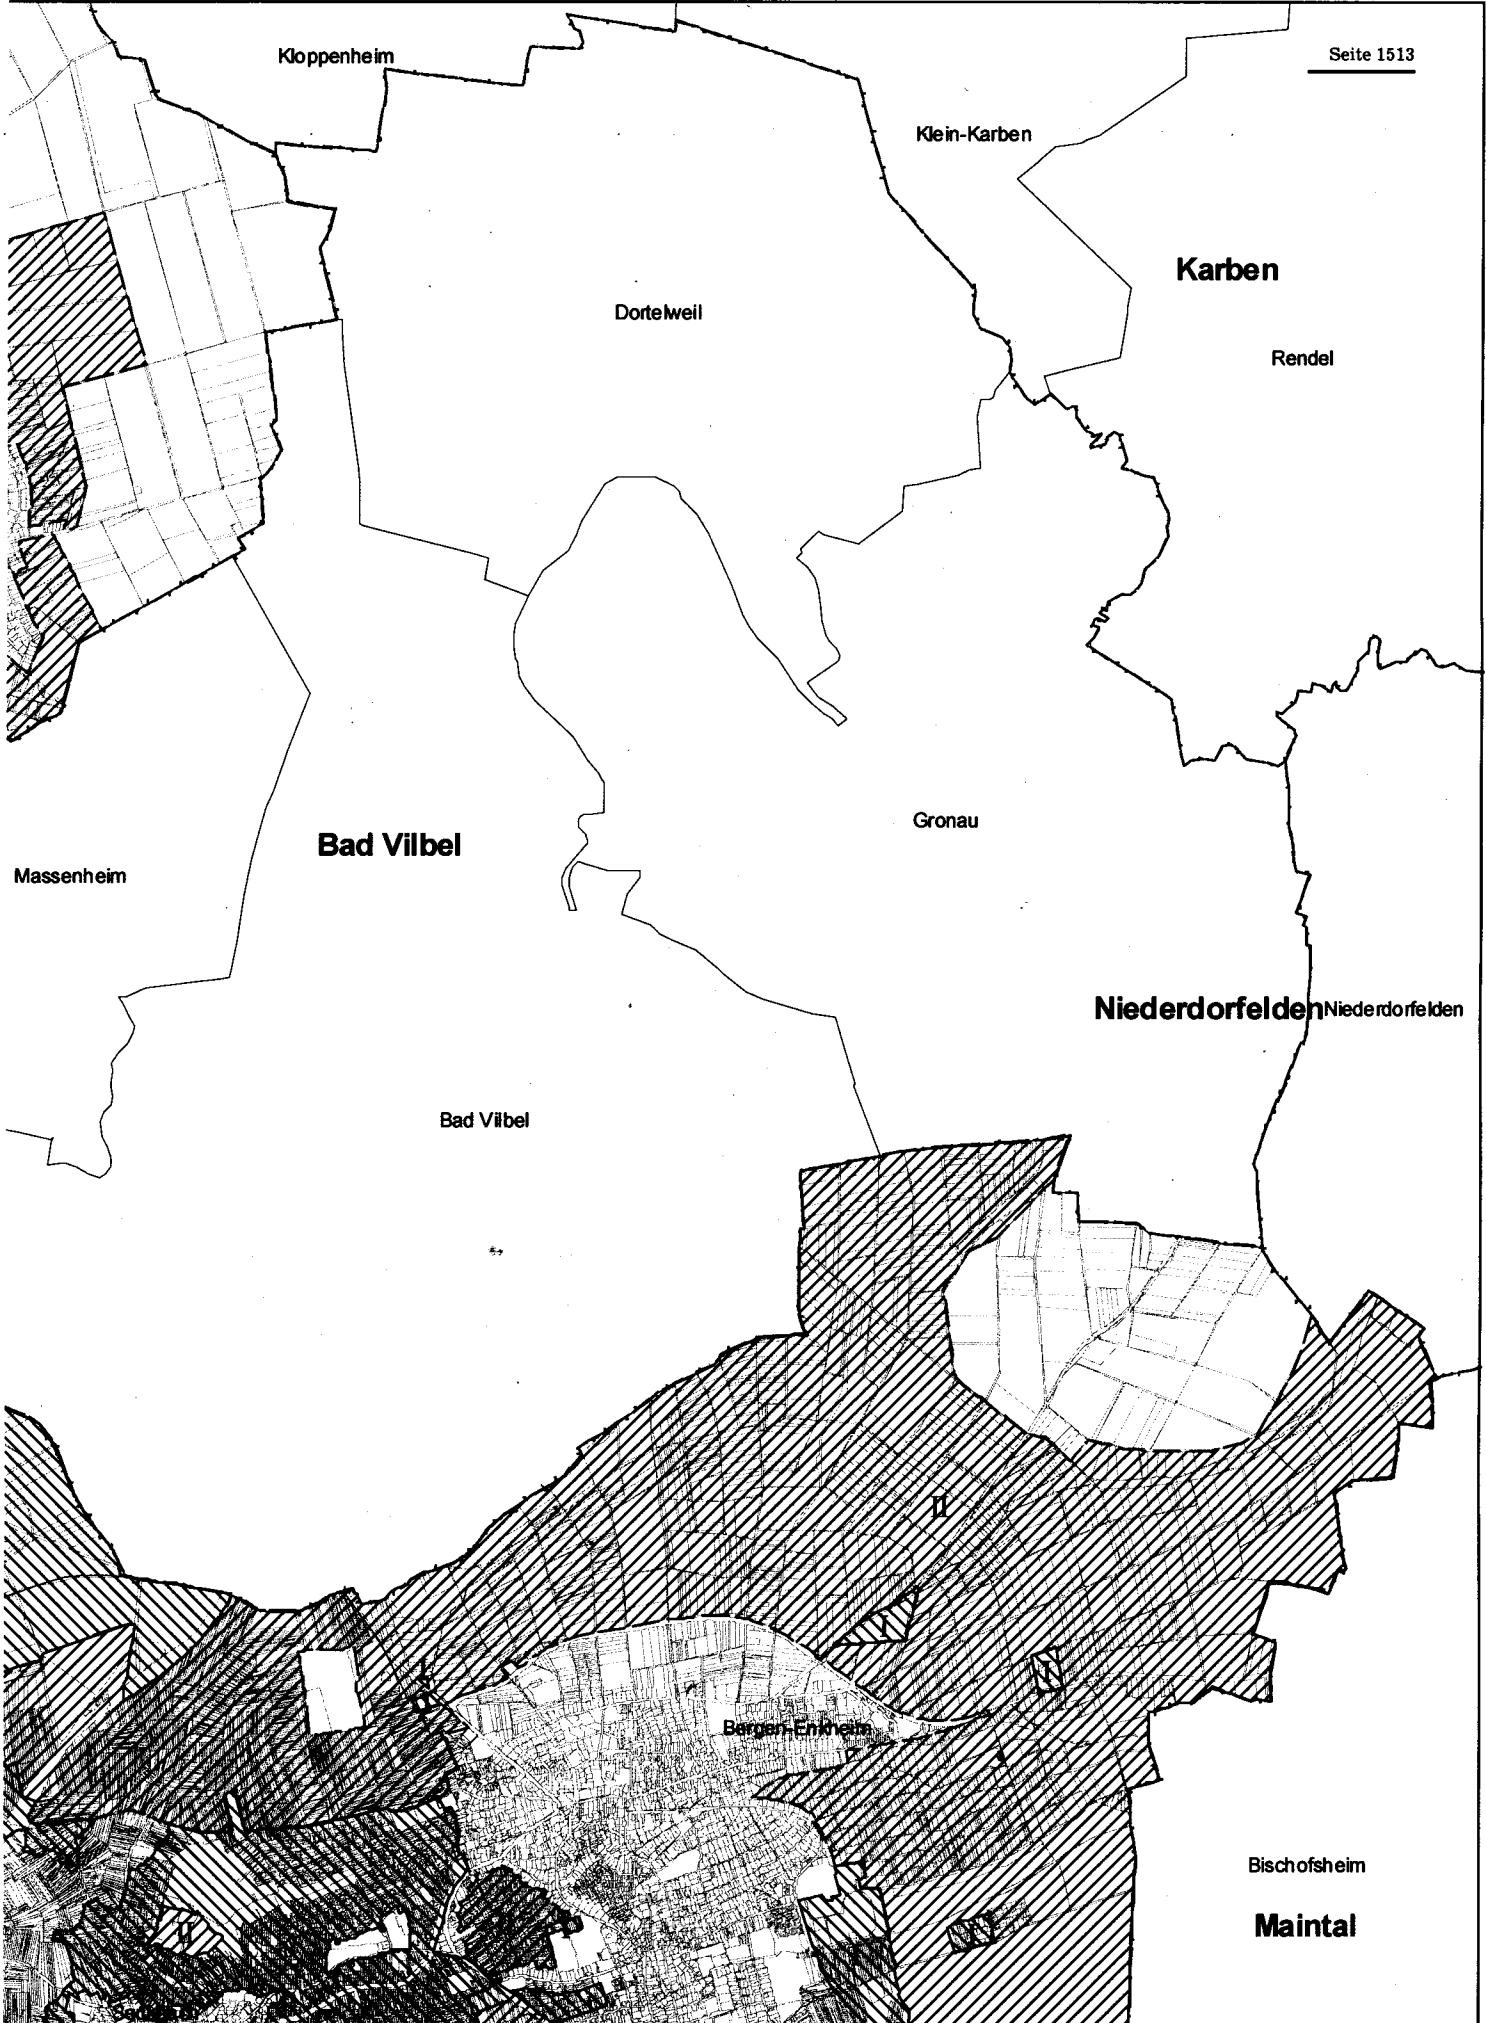 Kloppenheim
Seite 1513
Klein-Karben
Karben
Dortelweil
Rendel
Gronau
Bad Vilbel
Massenheim
Niederdorfelden Niederdorfelden
Bad Vilbel
II
I
I
Bergen-Enkheim
Bischofsheim
II
Maintal